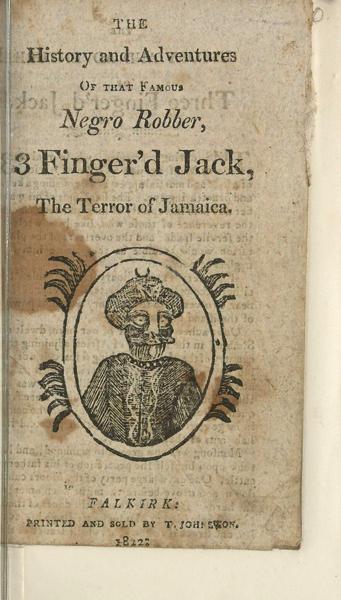 THE
History and Adventures
OF THAT FAMOUS
Negro Robber,
3 Finger'd Jack,
The Terror of Jamaica.
in
FALKIRK:
PRINTED AND SOLD BY T. JOHNSTON.
1822: